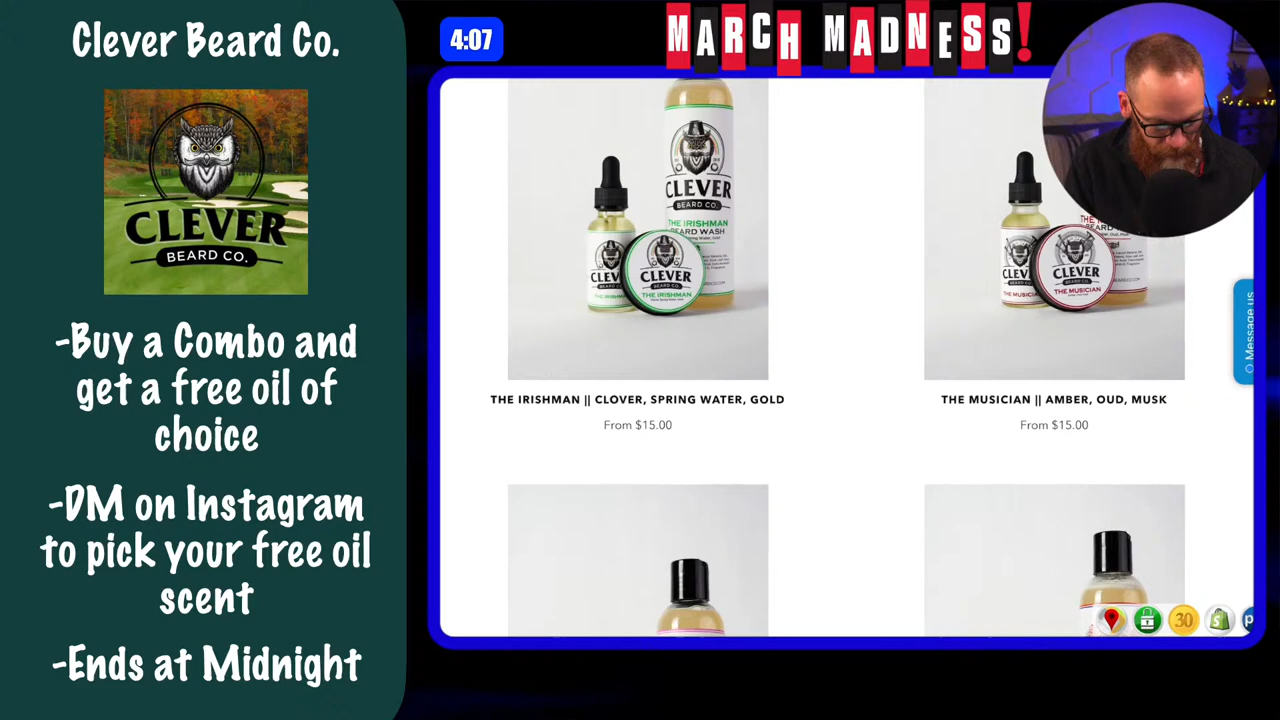 Clever Beard Co.
CLEVER
BEARD CO.
-Buy a Combo and
get a free oil of
choice
-DM on Instagram
to pick your free oil
scent
-Ends at Midnight
4:07
MARCH MADNESS!
CLEVER
BEARD CO.
THE IRISHMAN
BEARD WASH
CLEVER
BEARD CO.
THE IRISHMAN
CLEVER
BEARD CO.
THE MUSICIAN
THE IRISHMAN || CLOVER, SPRING WATER, GOLD
From $15.00
THE MUSICIAN || AMBER, OUD, MUSK
From $15.00
Message us
30